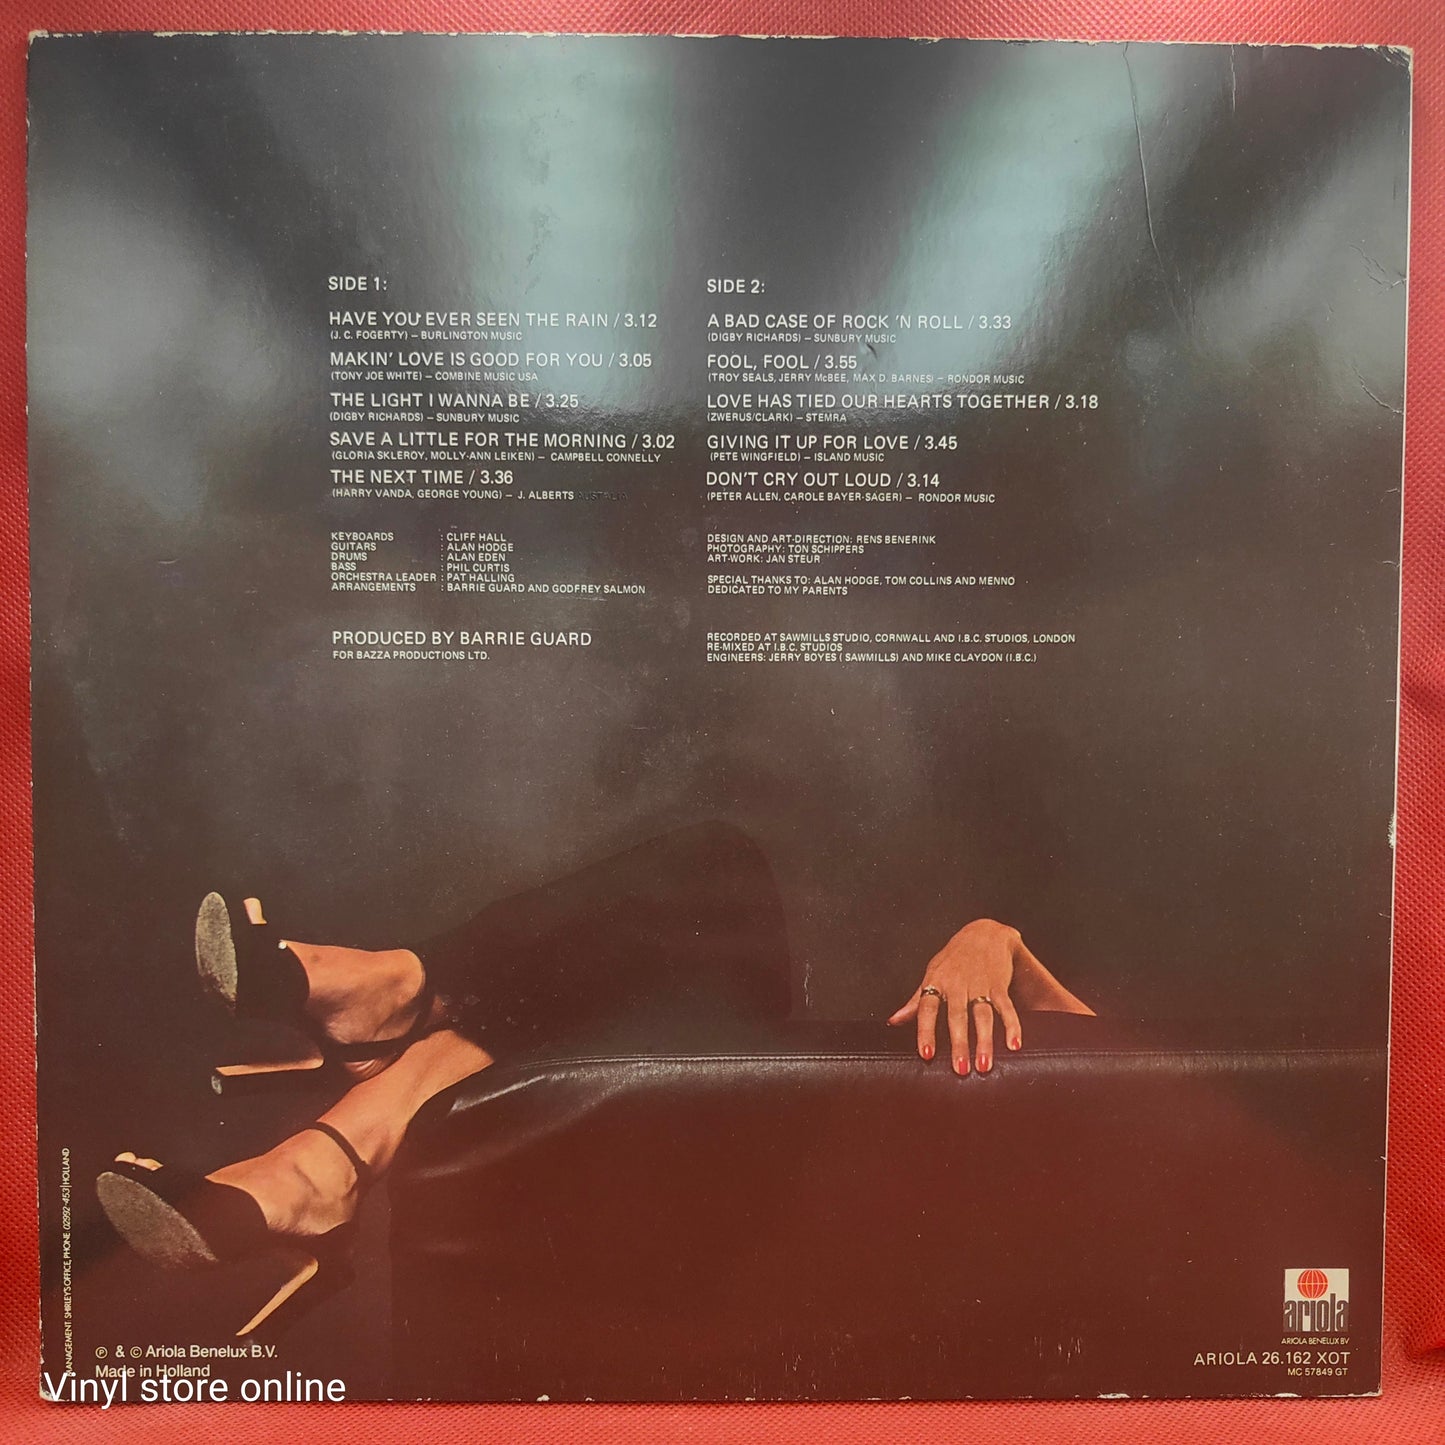 SIDE 1:
HAVE YOU EVER SEEN THE RAIN / 3.12
(J. C. FOGERTY) – BURLINGTON MUSIC
MAKIN' LOVE IS GOOD FOR YOU / 3.05
(TONY JOE WHITE) – COMBINE MUSIC USA
THE LIGHT I WANNA BE / 3.25
(DIGBY RICHARDS) – SUNBURY MUSIC
SAVE A LITTLE FOR THE MORNING / 3.02
(GLORIA SKLEROY, MOLLY-ANN LEIKEN) – CAMPBELL CONNELLY
THE NEXT TIME / 3.36
(HARRY VANDA, GEORGE YOUNG) – J. ALBERTS AUSTRALIA
KEYBOARDS : CLIFF HALL
GUITARS : ALAN HODGE
DRUMS : ALAN EDEN
BASS : PHIL CURTIS
ORCHESTRA LEADER : PAT HALLING
ARRANGEMENTS : BARRIE GUARD AND GODFREY SALMON
PRODUCED BY BARRIE GUARD
FOR BAZZA PRODUCTIONS LTD.
SIDE 2:
A BAD CASE OF ROCK 'N ROLL / 3.33
(DIGBY RICHARDS) – SUNBURY MUSIC
FOOL, FOOL / 3.55
(TROY SEALS, JERRY McBEE, MAX D. BARNES) – RONDOR MUSIC
LOVE HAS TIED OUR HEARTS TOGETHER / 3.18
(ZWERUS/CLARK) – STEMRA
GIVING IT UP FOR LOVE / 3.45
(PETE WINGFIELD) – ISLAND MUSIC
DON'T CRY OUT LOUD / 3.14
(PETER ALLEN, CAROLE BAYER-SAGER) – RONDOR MUSIC
DESIGN AND ART-DIRECTION: RENS BENERINK
PHOTOGRAPHY: TON SCHIPPERS
ART-WORK: JAN STEUR
SPECIAL THANKS TO: ALAN HODGE, TOM COLLINS AND MENNO
DEDICATED TO MY PARENTS
RECORDED AT SAWMILLS STUDIO, CORNWALL AND I.B.C. STUDIOS, LONDON
RE-MIXED AT I.B.C. STUDIOS
ENGINEERS: JERRY BOYES ( SAWMILLS) AND MIKE CLAYDON (I.B.C.)
MANAGEMENT: SHIRLEY'S OFFICE, PHONE 02992-453/HOLLAND
℗ & © Ariola Benelux B.V.
Made in Holland
Vinyl store online
ariola
ARIOLA BENELUX BV
ARIOLA 26.162 XOT
MC 57849 GT